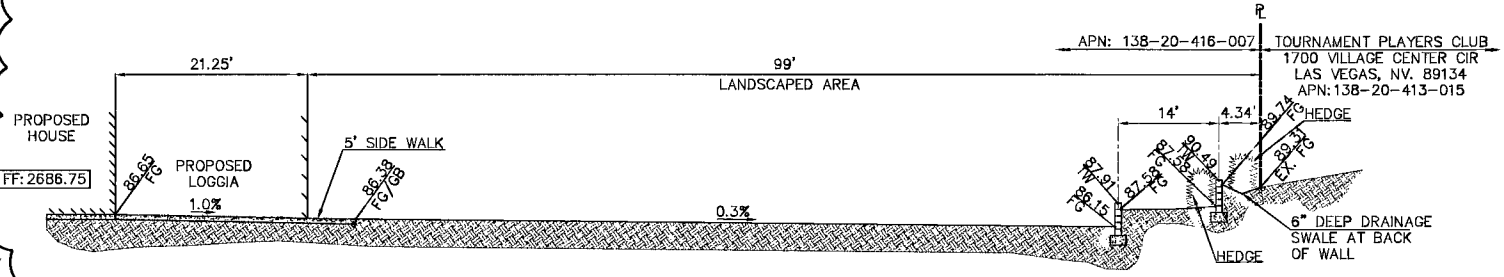 PL
APN: 138-20-416-007
TOURNAMENT PLAYERS CLUB
1700 VILLAGE CENTER CIR
LAS VEGAS, NV. 89134
APN: 138-20-413-015
21.25'
99'
LANDSCAPED AREA
14'
4.34'
PROPOSED
HOUSE
FF: 2686.75
86.65
FG
PROPOSED
LOGGIA
1.0%
5' SIDE WALK
86.38
FG/GB
0.3%
87.91
TW
86.15
FG
87.58
FG
90.49
TW
87.58
FG
89.74
FG
HEDGE
89.31
EX. FG
6" DEEP DRAINAGE
SWALE AT BACK
OF WALL
HEDGE